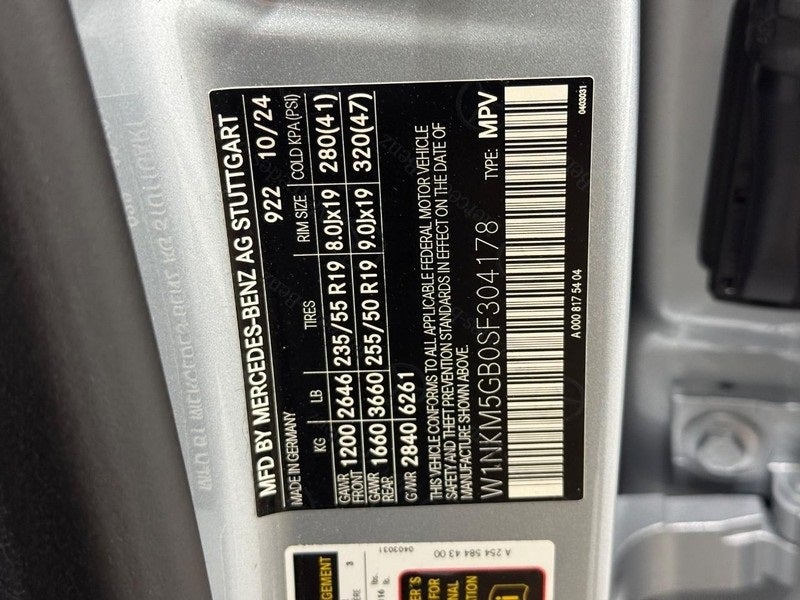 MFD BY MERCEDES-BENZ AG STUTTGART
MADE IN GERMANY 922 10/24
KG LB TIRES RIM SIZE COLD KPA (PSI)
GAWR FRONT 1200 2646 235/55 R19 8.0Jx19 280(41)
GAWR REAR 1660 3660 255/50 R19 9.0Jx19 320(47)
GVWR 2840 6261
THIS VEHICLE CONFORMS TO ALL APPLICABLE FEDERAL MOTOR VEHICLE
SAFETY AND THEFT PREVENTION STANDARDS IN EFFECT ON THE DATE OF
MANUFACTURE SHOWN ABOVE.
W1NKM5GB0SF304178 TYPE: MPV
A 000 817 54 04
0403031
A 254 584 43 00
0403031